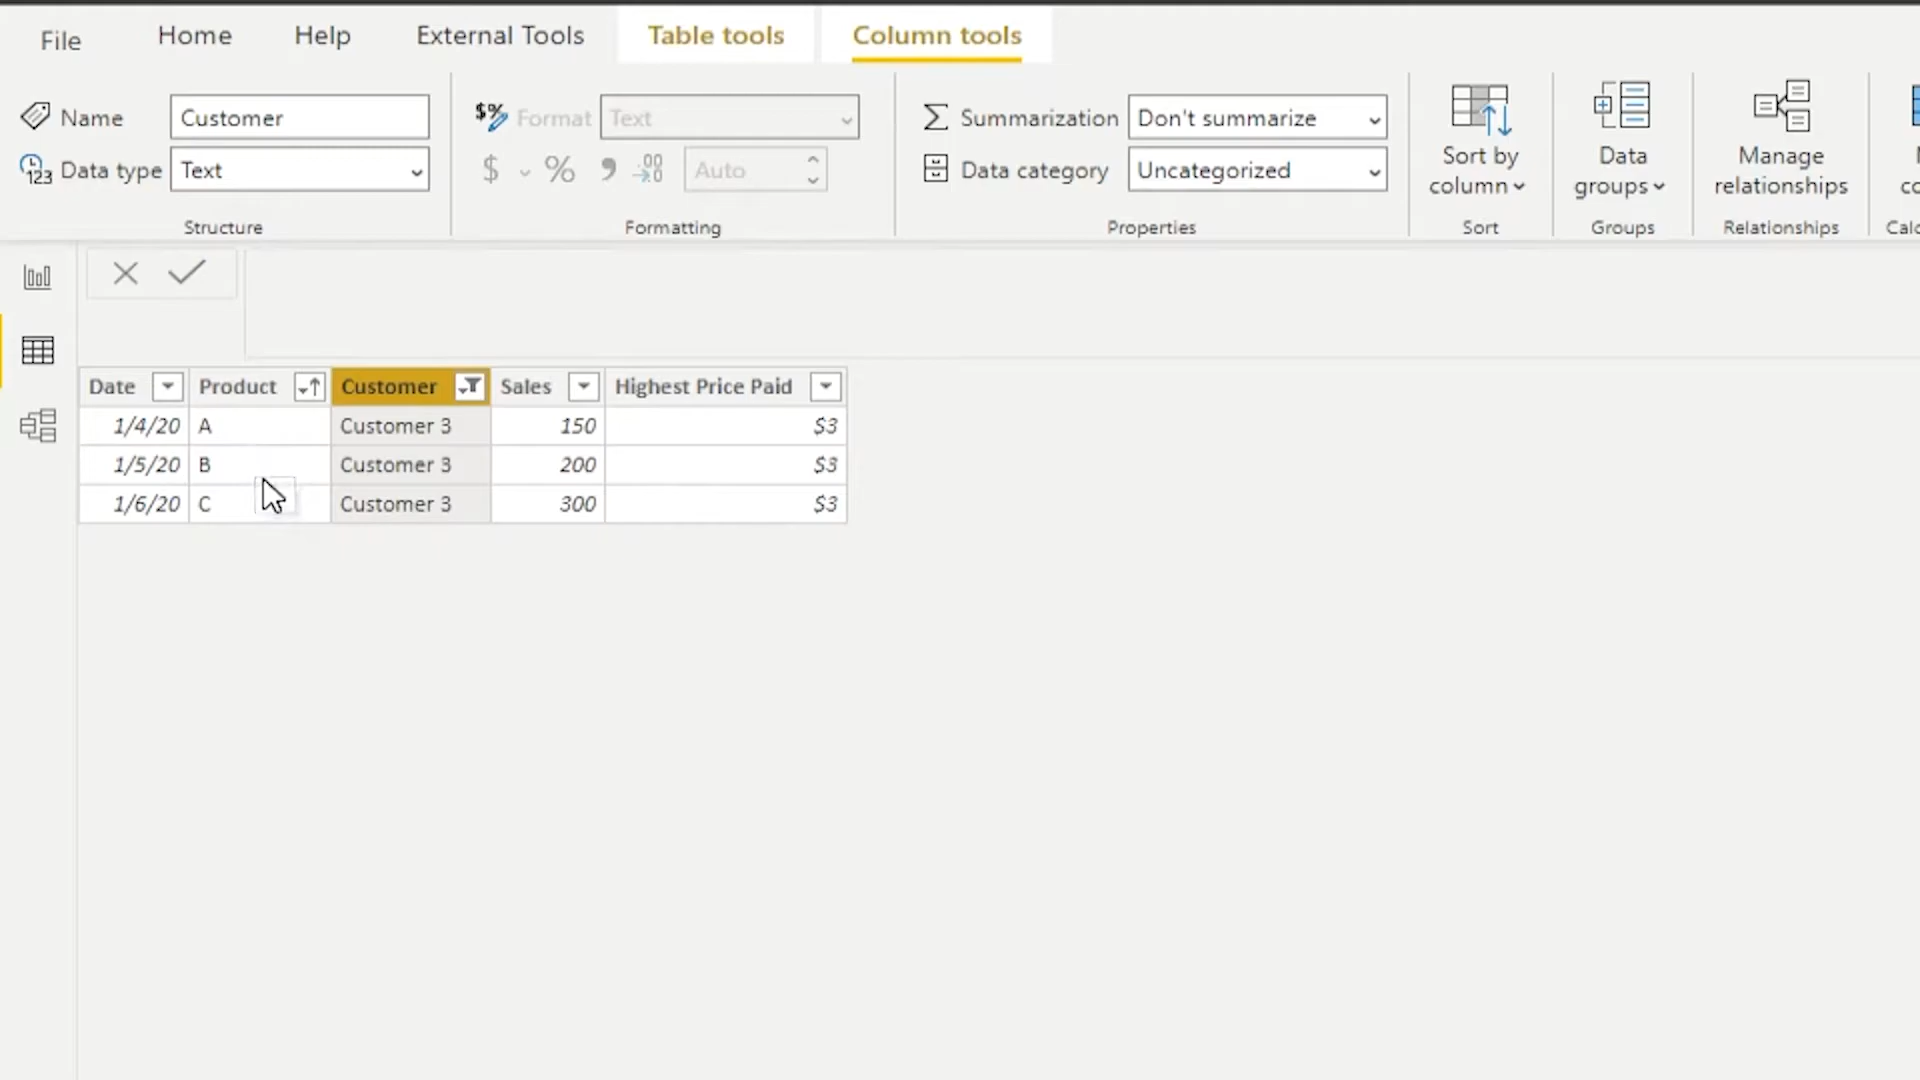 File Home Help External Tools Table tools Column tools
Name Customer $% Format Text Summarization Don't summarize
Data type Text $ % , .00 →.0 Auto Data category Uncategorized
Sort by column Data groups Manage relationships
Structure Formatting Properties Sort Groups Relationships
Date Product Customer Sales Highest Price Paid
1/4/20 A Customer 3 150 $3
1/5/20 B Customer 3 200 $3
1/6/20 C Customer 3 300 $3